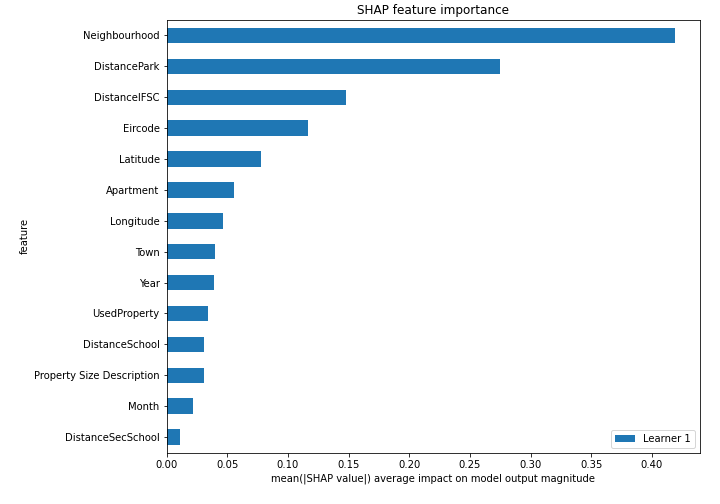 SHAP feature importance
Neighbourhood
DistancePark
DistanceIFSC
Eircode
Latitude
Apartment
Longitude
Town
Year
UsedProperty
DistanceSchool
Property Size Description
Month
DistanceSecSchool
feature
Learner 1
0.00 0.05 0.10 0.15 0.20 0.25 0.30 0.35 0.40
mean(|SHAP value|) average impact on model output magnitude